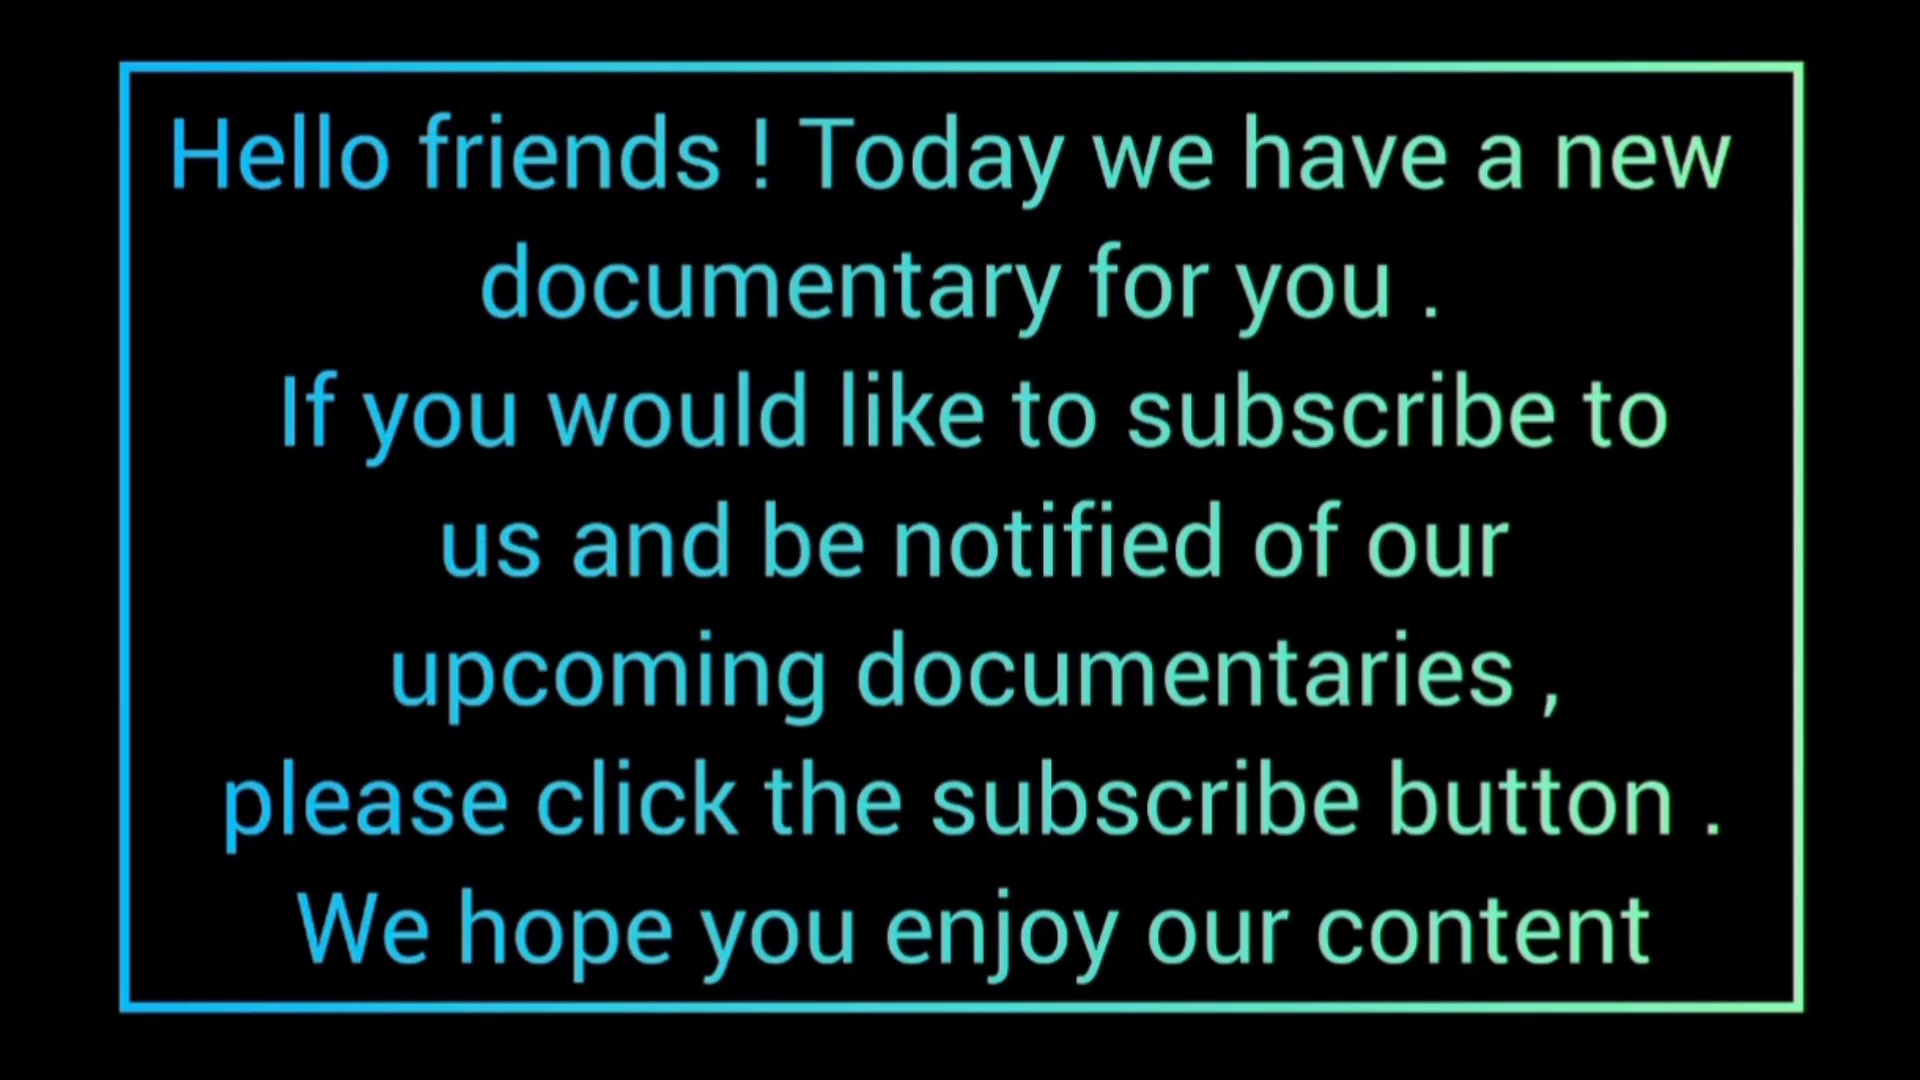 Hello friends ! Today we have a new
documentary for you .
If you would like to subscribe to
us and be notified of our
upcoming documentaries ,
please click the subscribe button .
We hope you enjoy our content